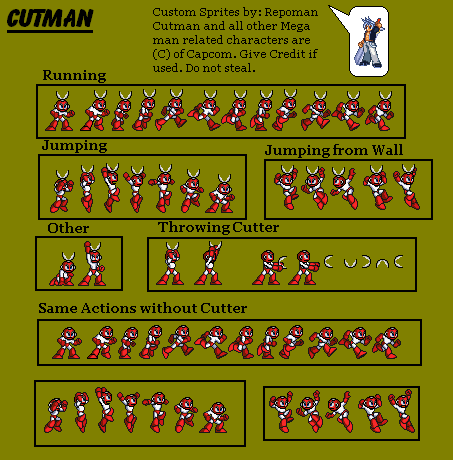 CUTMAN
Custom Sprites by: Repoman
Cutman and all other Mega
man related characters are
(C) of Capcom. Give Credit if
used. Do not steal.
Running
Jumping
Jumping from Wall
Other
Throwing Cutter
Same Actions without Cutter